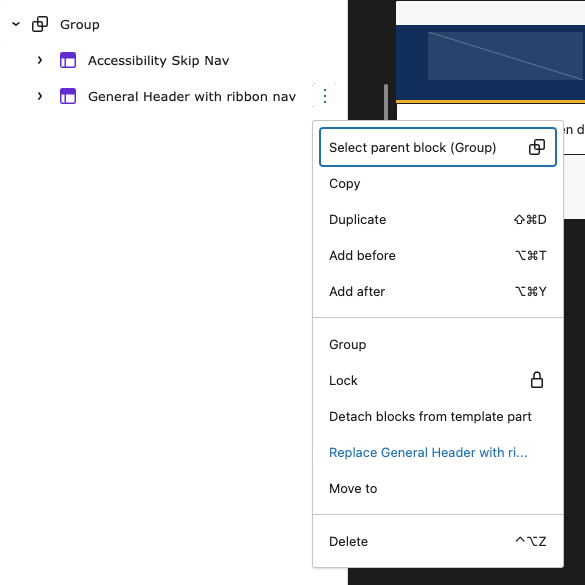 Group
Accessibility Skip Nav
General Header with ribbon nav
en d
Select parent block (Group)
Copy
Duplicate ⇧⌘D
Add before ⌥⌘T
Add after ⌥⌘Y
Group
Lock
Detach blocks from template part
Replace General Header with ri...
Move to
Delete ^⌥Z